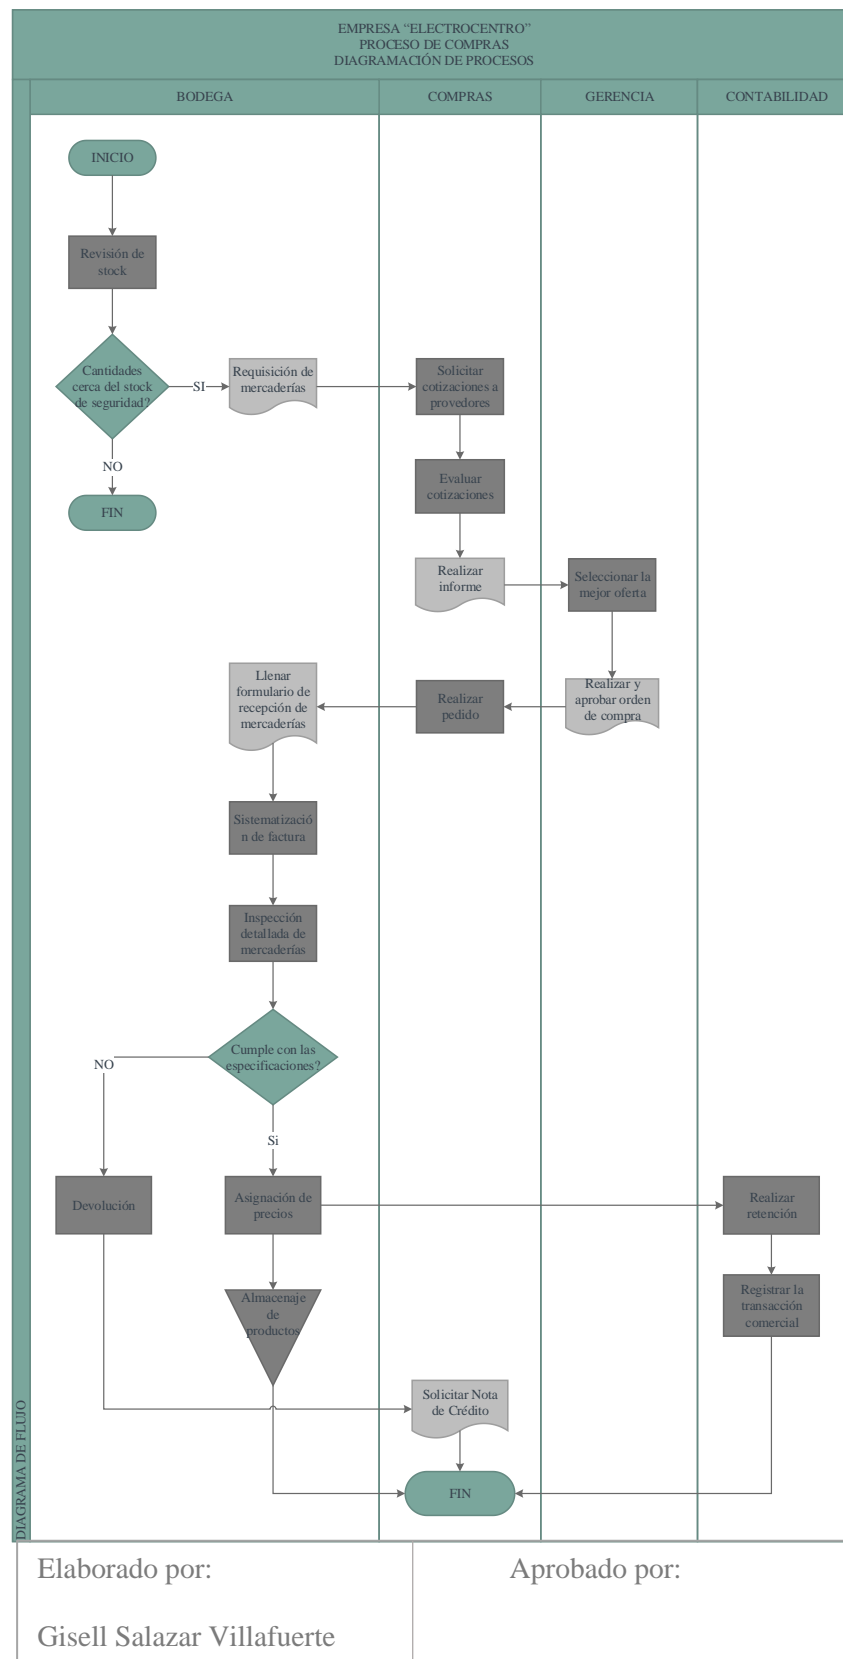 EMPRESA “ELECTROCENTRO”
PROCESO DE COMPRAS
DIAGRAMACIÓN DE PROCESOS
BODEGA
COMPRAS
GERENCIA
CONTABILIDAD
INICIO
Revisión de
stock
Cantidades
cerca del stock
de seguridad?
SI
Requisición de
mercaderías
Solicitar
cotizaciones a
provedores
NO
FIN
Evaluar
cotizaciones
Realizar
informe
Seleccionar la
mejor oferta
Realizar y
aprobar orden
de compra
Realizar
pedido
Llenar
formulario de
recepción de
mercaderías
Sistematizació
n de factura
Inspección
detallada de
mercaderías
Cumple con las
especificaciones?
NO
Si
Devolución
Asignación de
precios
Realizar
retención
Almacenaje
de
productos
Registrar la
transacción
comercial
Solicitar Nota
de Crédito
FIN
DIAGRAMA DE FLUJO
Elaborado por:
Aprobado por:
Gisell Salazar Villafuerte